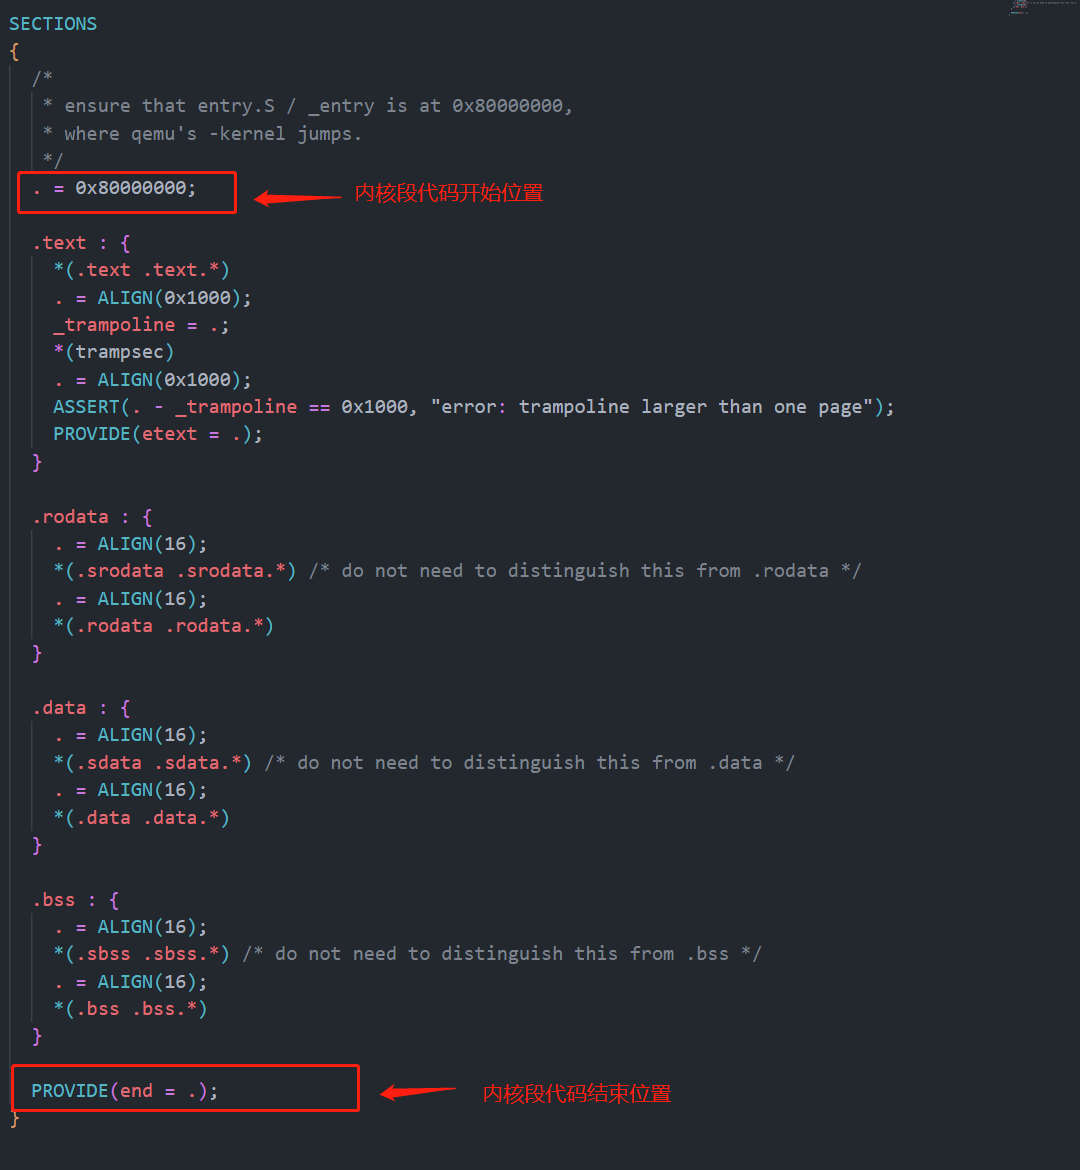 SECTIONS
{
  /*
   * ensure that entry.S / _entry is at 0x80000000,
   * where qemu's -kernel jumps.
   */
  . = 0x80000000;
内核段代码开始位置
  .text : {
    *(.text .text.*)
    . = ALIGN(0x1000);
    _trampoline = .;
    *(trampsec)
    . = ALIGN(0x1000);
    ASSERT(. - _trampoline == 0x1000, "error: trampoline larger than one page");
    PROVIDE(etext = .);
  }
  .rodata : {
    . = ALIGN(16);
    *(.srodata .srodata.*) /* do not need to distinguish this from .rodata */
    . = ALIGN(16);
    *(.rodata .rodata.*)
  }
  .data : {
    . = ALIGN(16);
    *(.sdata .sdata.*) /* do not need to distinguish this from .data */
    . = ALIGN(16);
    *(.data .data.*)
  }
  .bss : {
    . = ALIGN(16);
    *(.sbss .sbss.*) /* do not need to distinguish this from .bss */
    . = ALIGN(16);
    *(.bss .bss.*)
  }
  PROVIDE(end = .);
内核段代码结束位置
}